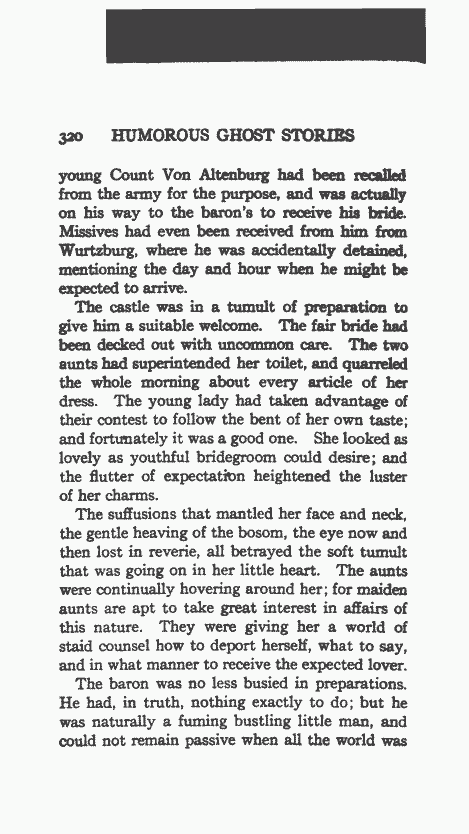 320 HUMOROUS GHOST STORIES
young Count Von Altenburg had been recalled
from the army for the purpose, and was actually
on his way to the baron's to receive his bride.
Missives had even been received from him from
Wurtzburg, where he was accidentally detained,
mentioning the day and hour when he might be
expected to arrive.
The castle was in a tumult of preparation to
give him a suitable welcome. The fair bride had
been decked out with uncommon care. The two
aunts had superintended her toilet, and quarreled
the whole morning about every article of her
dress. The young lady had taken advantage of
their contest to follow the bent of her own taste;
and fortunately it was a good one. She looked as
lovely as youthful bridegroom could desire; and
the flutter of expectation heightened the luster
of her charms.
The suffusions that mantled her face and neck,
the gentle heaving of the bosom, the eye now and
then lost in reverie, all betrayed the soft tumult
that was going on in her little heart. The aunts
were continually hovering around her; for maiden
aunts are apt to take great interest in affairs of
this nature. They were giving her a world of
staid counsel how to deport herself, what to say,
and in what manner to receive the expected lover.
The baron was no less busied in preparations.
He had, in truth, nothing exactly to do; but he
was naturally a fuming bustling little man, and
could not remain passive when all the world was